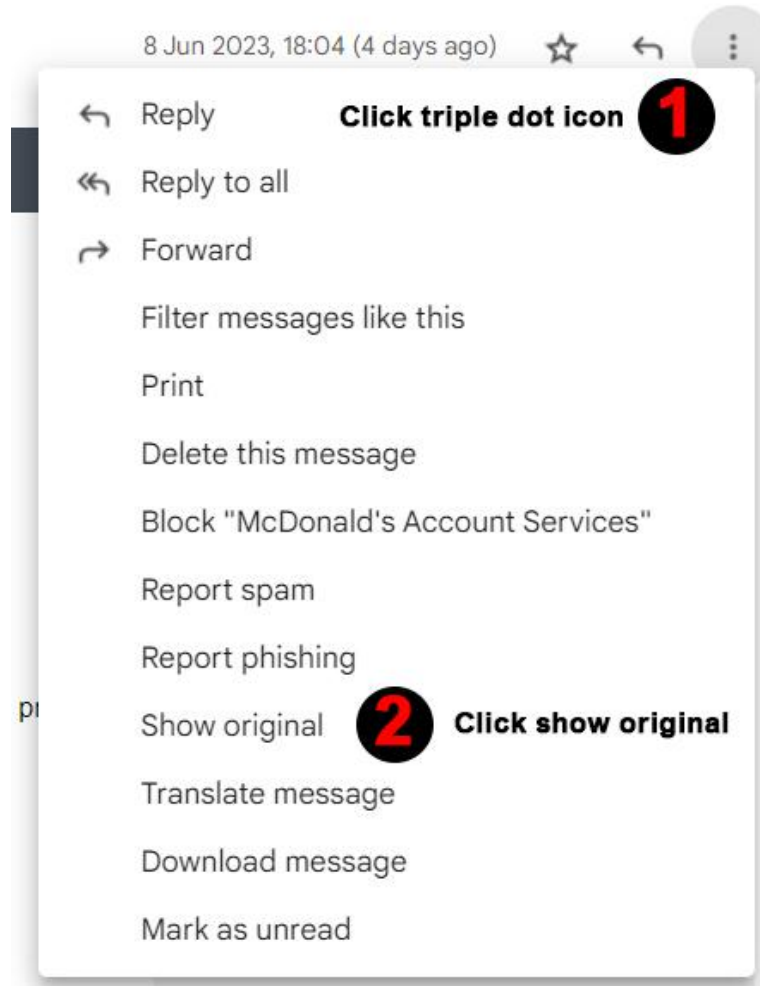 8 Jun 2023, 18:04 (4 days ago)
Reply Click triple dot icon 1
Reply to all
Forward
Filter messages like this
Print
Delete this message
Block "McDonald's Account Services"
Report spam
Report phishing
pr
Show original 2 Click show original
Translate message
Download message
Mark as unread